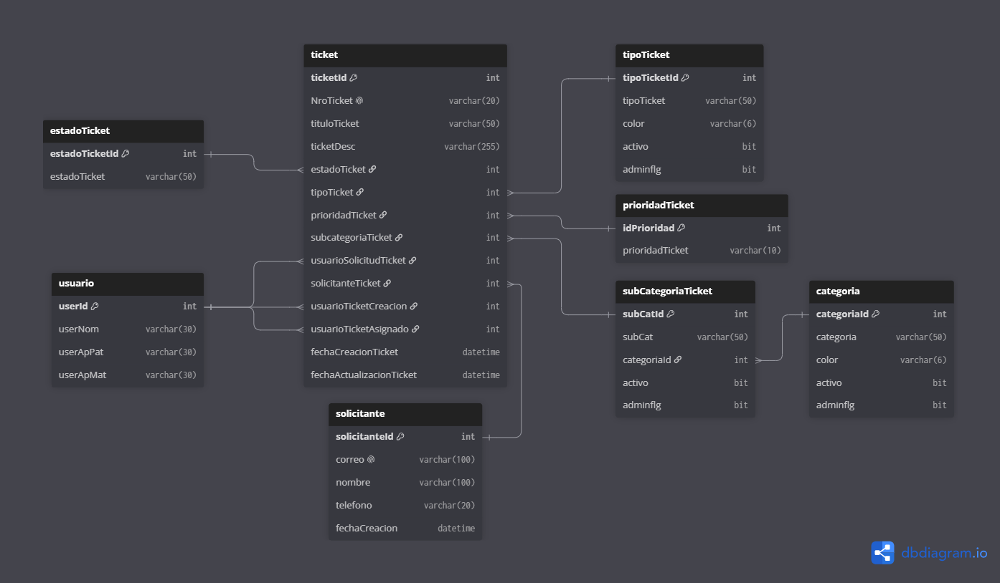 ticket
ticketId int
NroTicket varchar(20)
tituloTicket varchar(50)
ticketDesc varchar(255)
estadoTicket int
tipoTicket int
prioridadTicket int
subcategoriaTicket int
usuarioSolicitudTicket int
solicitanteTicket int
usuarioTicketCreacion int
usuarioTicketAsignado int
fechaCreacionTicket datetime
fechaActualizacionTicket datetime
tipoTicket
tipoTicketId int
tipoTicket varchar(50)
color varchar(6)
activo bit
adminflg bit
estadoTicket
estadoTicketId int
estadoTicket varchar(50)
prioridadTicket
idPrioridad int
prioridadTicket varchar(10)
usuario
userId int
userNom varchar(30)
userApPat varchar(30)
userApMat varchar(30)
subCategoriaTicket
subCatId int
subCat varchar(50)
categoriaId int
activo bit
adminflg bit
categoria
categoriaId int
categoria varchar(50)
color varchar(6)
activo bit
adminflg bit
solicitante
solicitanteId int
correo varchar(100)
nombre varchar(100)
telefono varchar(20)
fechaCreacion datetime
dbdiagram.io